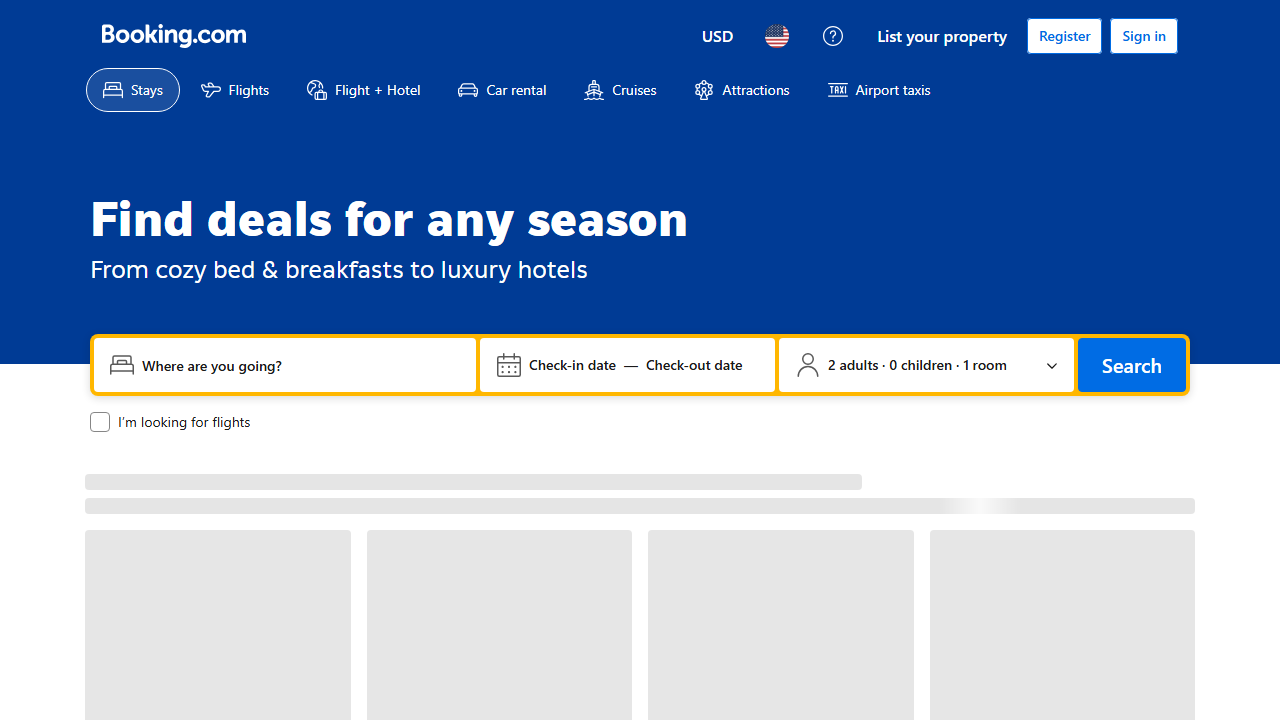 Booking.com
USD
List your property
Register
Sign in
Stays
Flights
Flight + Hotel
Car rental
Cruises
Attractions
TAXI
Airport taxis
Find deals for any season
From cozy bed & breakfasts to luxury hotels
Where are you going?
Check-in date — Check-out date
2 adults · 0 children · 1 room
Search
I'm looking for flights